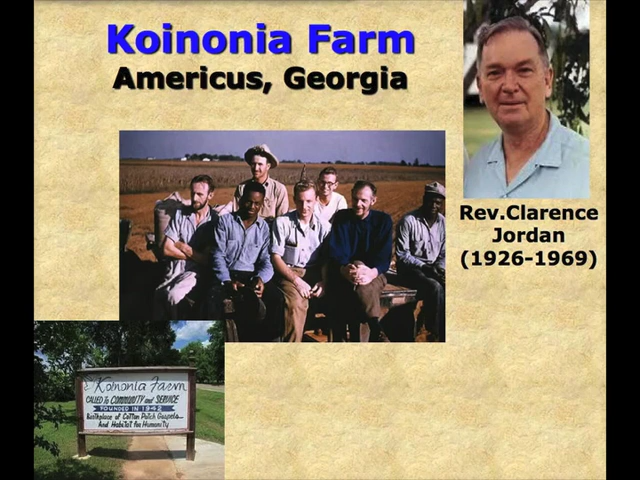 Koinonia Farm
Americus, Georgia
Rev.Clarence
Jordan
(1926-1969)
Koinonia Farm
CALLED To COMMUNITY and SERVICE
FOUNDED IN 1942
Birthplace of Cotton Patch Gospels...
And Habitat for Humanity